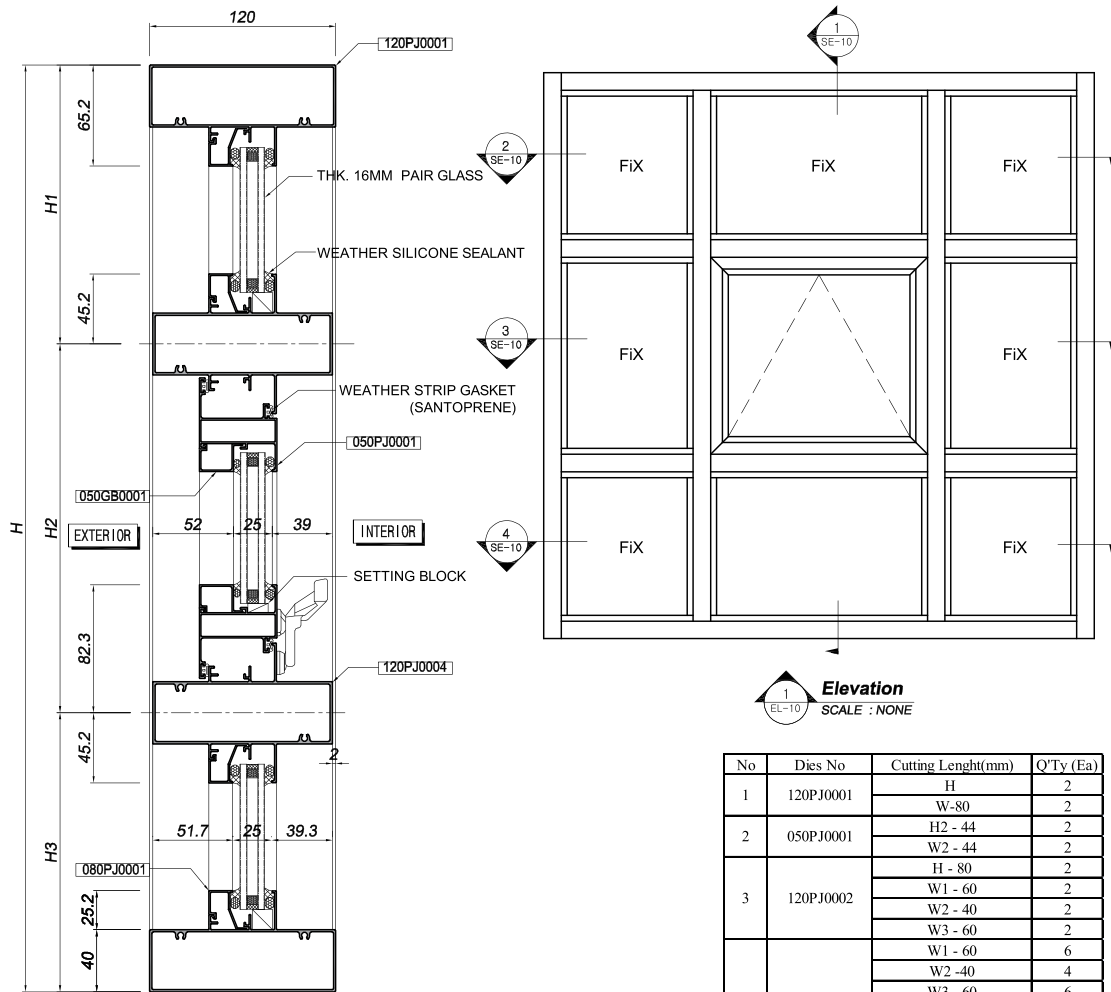 120
120PJ0001
65.2
H1
THK. 16MM PAIR GLASS
WEATHER SILICONE SEALANT
45.2
WEATHER STRIP GASKET
(SANTOPRENE)
050PJ0001
050GB0001
H
H2
EXTERIOR
52
25
39
INTERIOR
SETTING BLOCK
82.3
120PJ0004
45.2
2
51.7
25
39.3
H3
080PJ0001
25.2
40
1
SE-10
2
SE-10
FiX
FiX
FiX
3
SE-10
FiX
FiX
4
SE-10
FiX
FiX
1
EL-10
Elevation
SCALE : NONE
No Dies No Cutting Lenght(mm) Q'Ty (Ea)
1 120PJ0001 H 2
W-80 2
2 050PJ0001 H2 - 44 2
W2 - 44 2
3 120PJ0002 H - 80 2
W1 - 60 2
W2 - 40 2
W3 - 60 2
W1 - 60 6
W2 -40 4
W3 - 60 6